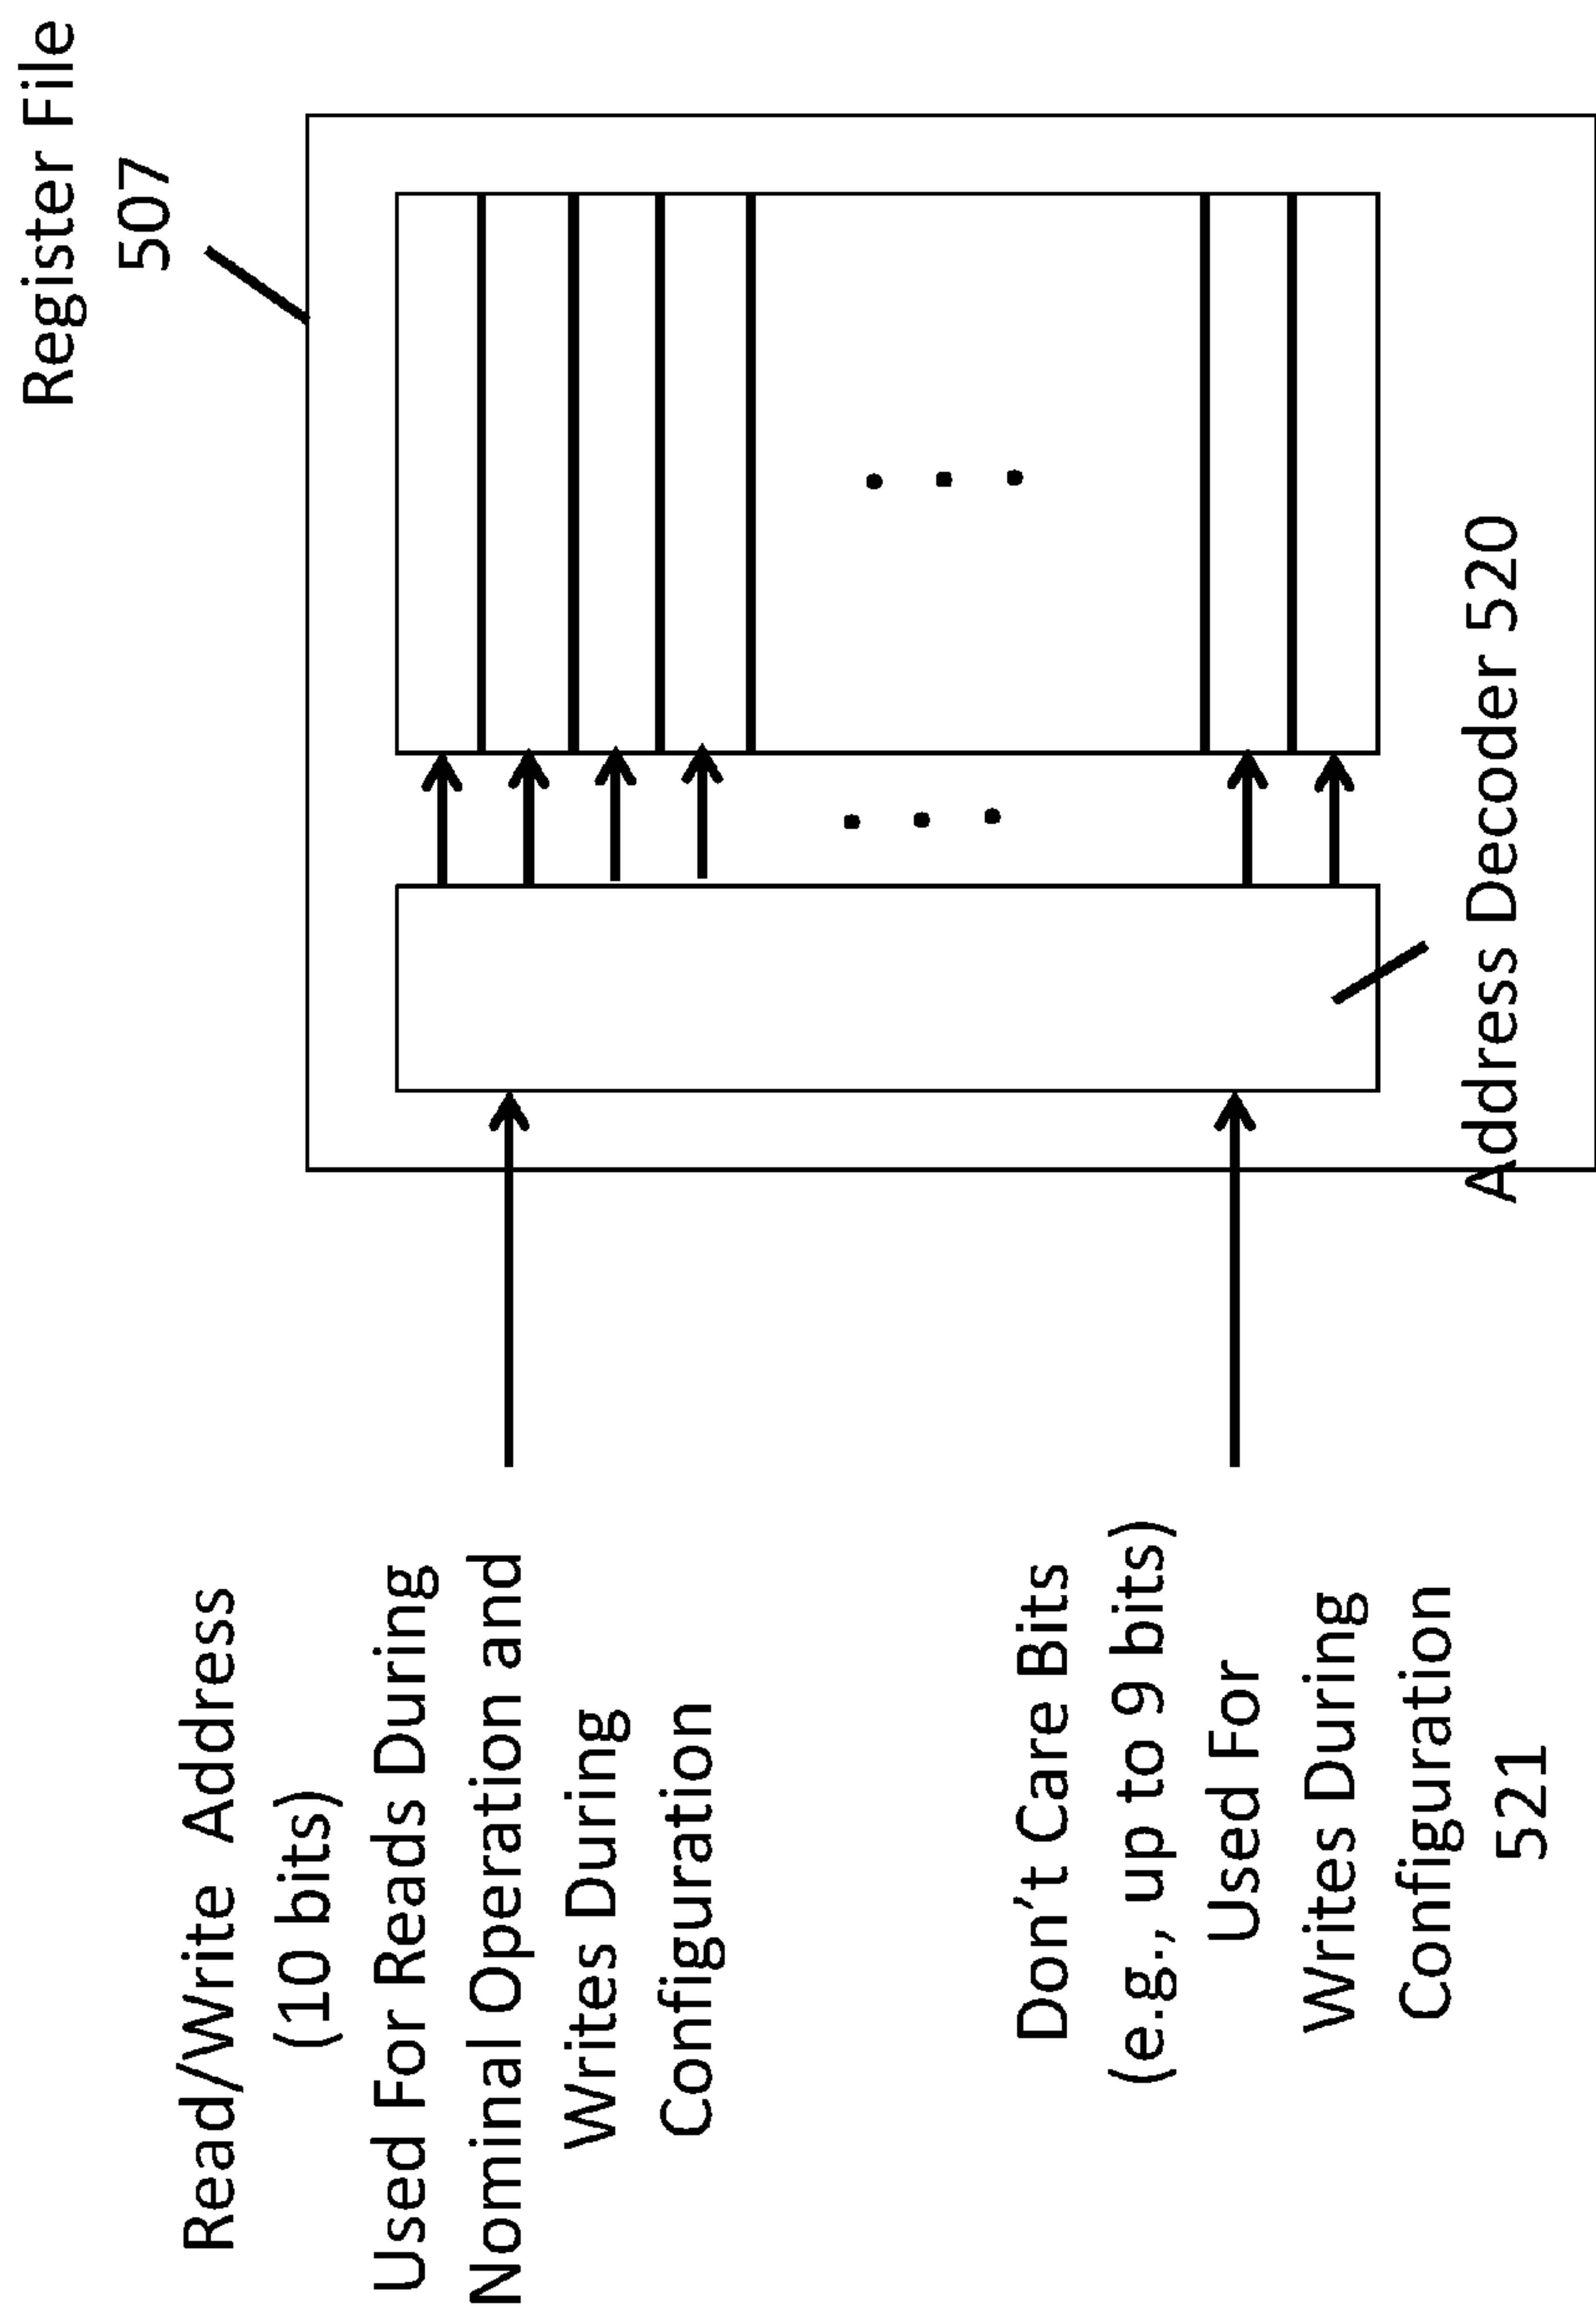 Register File
507
Read/Write Address
(10 bits)
Used For Reads During
Nominal Operation and
Writes During
Configuration
Don't Care Bits
(e.g., up to 9 bits)
Used For
Writes During
Configuration
521
Address Decoder 520